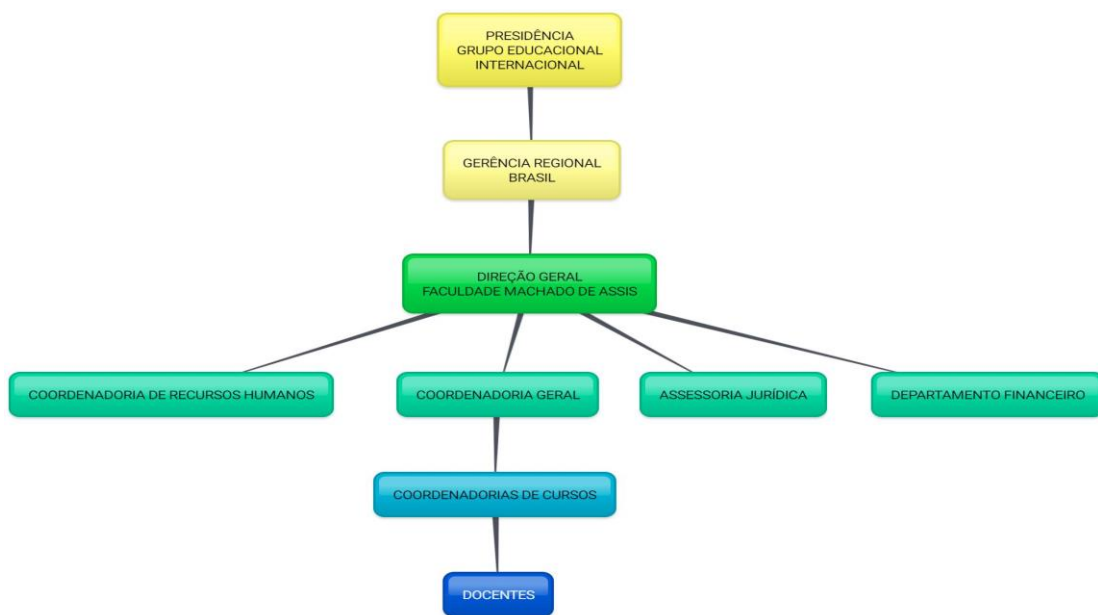 PRESIDÊNCIA
GRUPO EDUCACIONAL
INTERNACIONAL
GERÊNCIA REGIONAL
BRASIL
DIREÇÃO GERAL
FACULDADE MACHADO DE ASSIS
COORDENADORIA DE RECURSOS HUMANOS
COORDENADORIA GERAL
ASSESSORIA JURÍDICA
DEPARTAMENTO FINANCEIRO
COORDENADORIAS DE CURSOS
DOCENTES